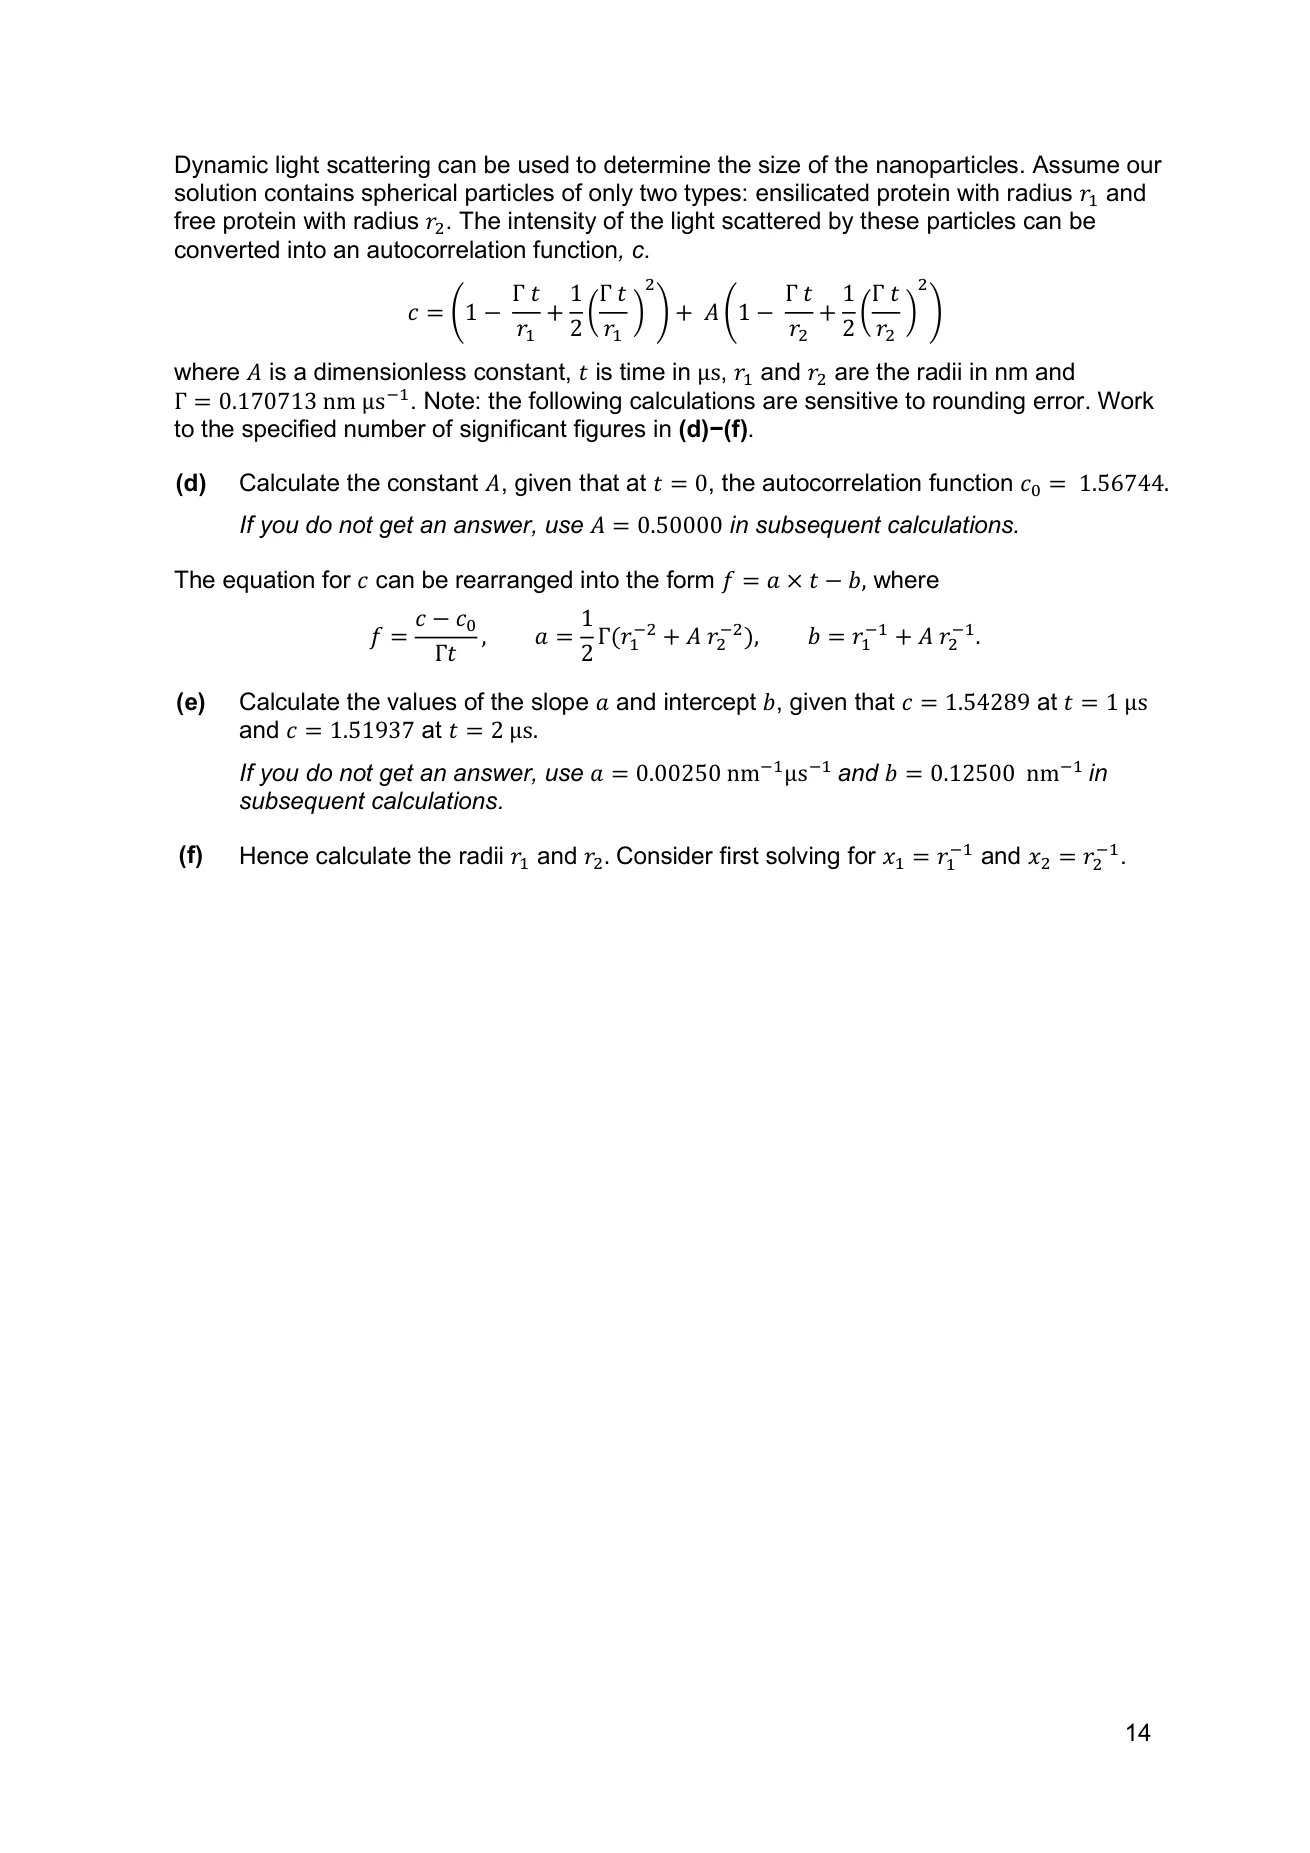 Dynamic light scattering can be used to determine the size of the nanoparticles. Assume our
solution contains spherical particles of only two types: ensilicated protein with radius r₁ and
free protein with radius r₂. The intensity of the light scattered by these particles can be
converted into an autocorrelation function, c.
c = (1 − Γ t/r₁ + 1/2 (Γ t/r₁)²) + A (1 − Γ t/r₂ + 1/2 (Γ t/r₂)²)
where A is a dimensionless constant, t is time in μs, r₁ and r₂ are the radii in nm and
Γ = 0.170713 nm μs⁻¹. Note: the following calculations are sensitive to rounding error. Work
to the specified number of significant figures in (d)−(f).
(d) Calculate the constant A, given that at t = 0, the autocorrelation function c₀ = 1.56744.
If you do not get an answer, use A = 0.50000 in subsequent calculations.
The equation for c can be rearranged into the form f = a × t − b, where
f = (c − c₀)/Γt, a = 1/2 Γ(r₁⁻² + A r₂⁻²), b = r₁⁻¹ + A r₂⁻¹.
(e) Calculate the values of the slope a and intercept b, given that c = 1.54289 at t = 1 μs
and c = 1.51937 at t = 2 μs.
If you do not get an answer, use a = 0.00250 nm⁻¹μs⁻¹ and b = 0.12500 nm⁻¹ in
subsequent calculations.
(f) Hence calculate the radii r₁ and r₂. Consider first solving for x₁ = r₁⁻¹ and x₂ = r₂⁻¹.
14